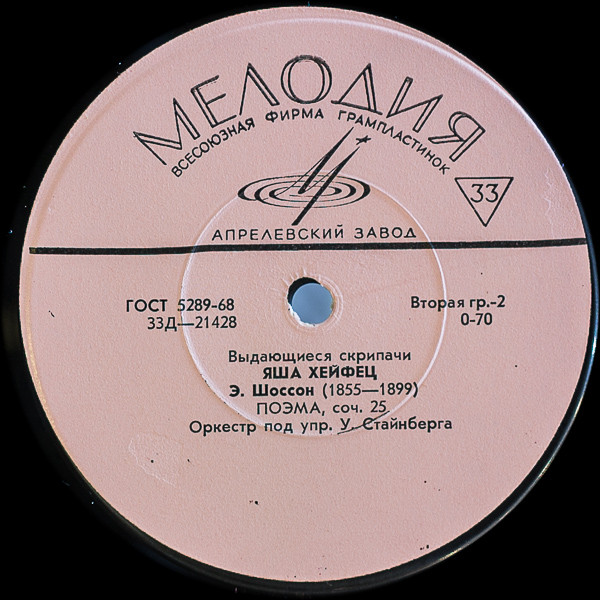 МЕЛОДИЯ
ВСЕСОЮЗНАЯ ФИРМА ГРАМПЛАСТИНОК
33
АПРЕЛЕВСКИЙ ЗАВОД
ГОСТ 5289-68
33Д—21428
Вторая гр.-2
0-70
Выдающиеся скрипачи
ЯША ХЕЙФЕЦ
Э. Шоссон (1855—1899)
ПОЭМА, соч. 25
Оркестр под упр. У. Стайнберга